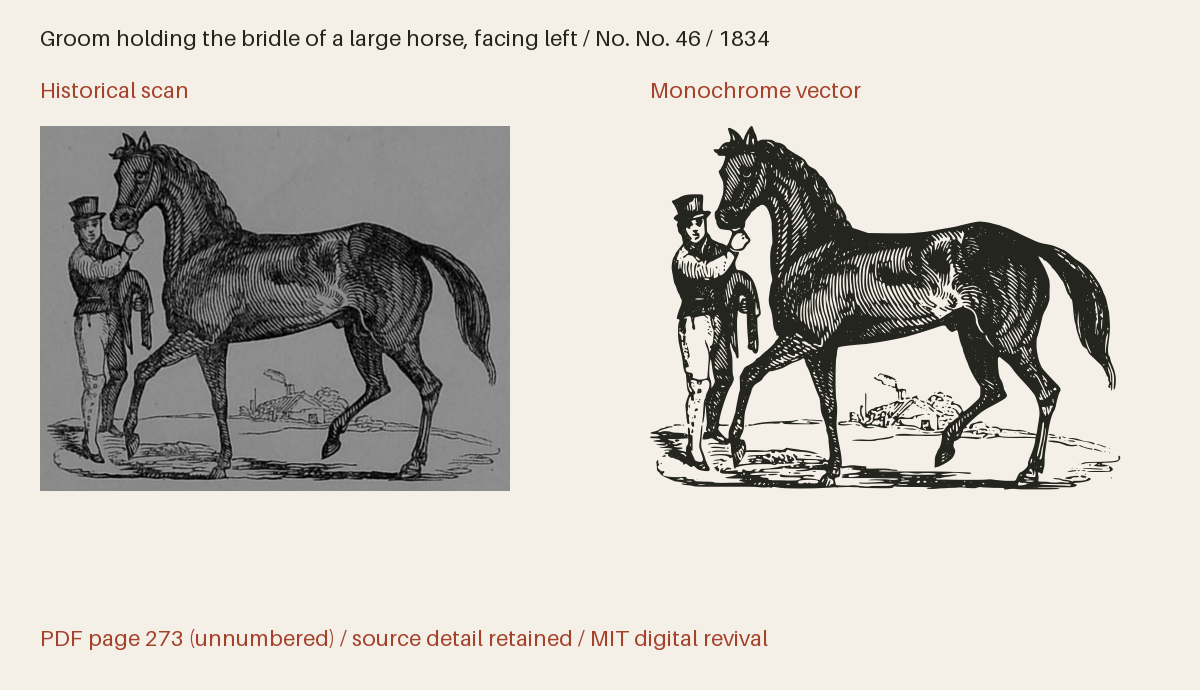 Groom holding the bridle of a large horse, facing left / No. No. 46 / 1834
Historical scan
Monochrome vector
PDF page 273 (unnumbered) / source detail retained / MIT digital revival